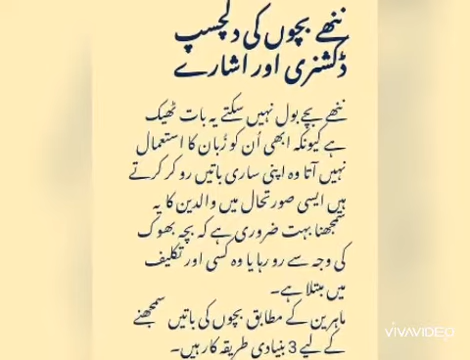 ننھے بچوں کی دلچسپ
ڈکشنری اور اشارے
ننھے بچے بول نہیں سکتے یہ بات ٹھیک
ہے کیونکہ ابھی اُن کو زُبان کا استعمال
نہیں آتا وہ اپنی ساری باتیں رو کر کرتے
ہیں ایسی صورتحال میں والدین کا یہ
سمجھنا بہت ضروری ہے کہ بچہ بھوک
کی وجہ سے رو رہا یا وہ کسی اور تکلیف
میں مبتلا ہے۔
ماہرین کے مطابق بچوں کی باتیں سمجھنے
کے لیے 3 بنیادی طریقہ کار ہیں۔
VIVAVIDEO